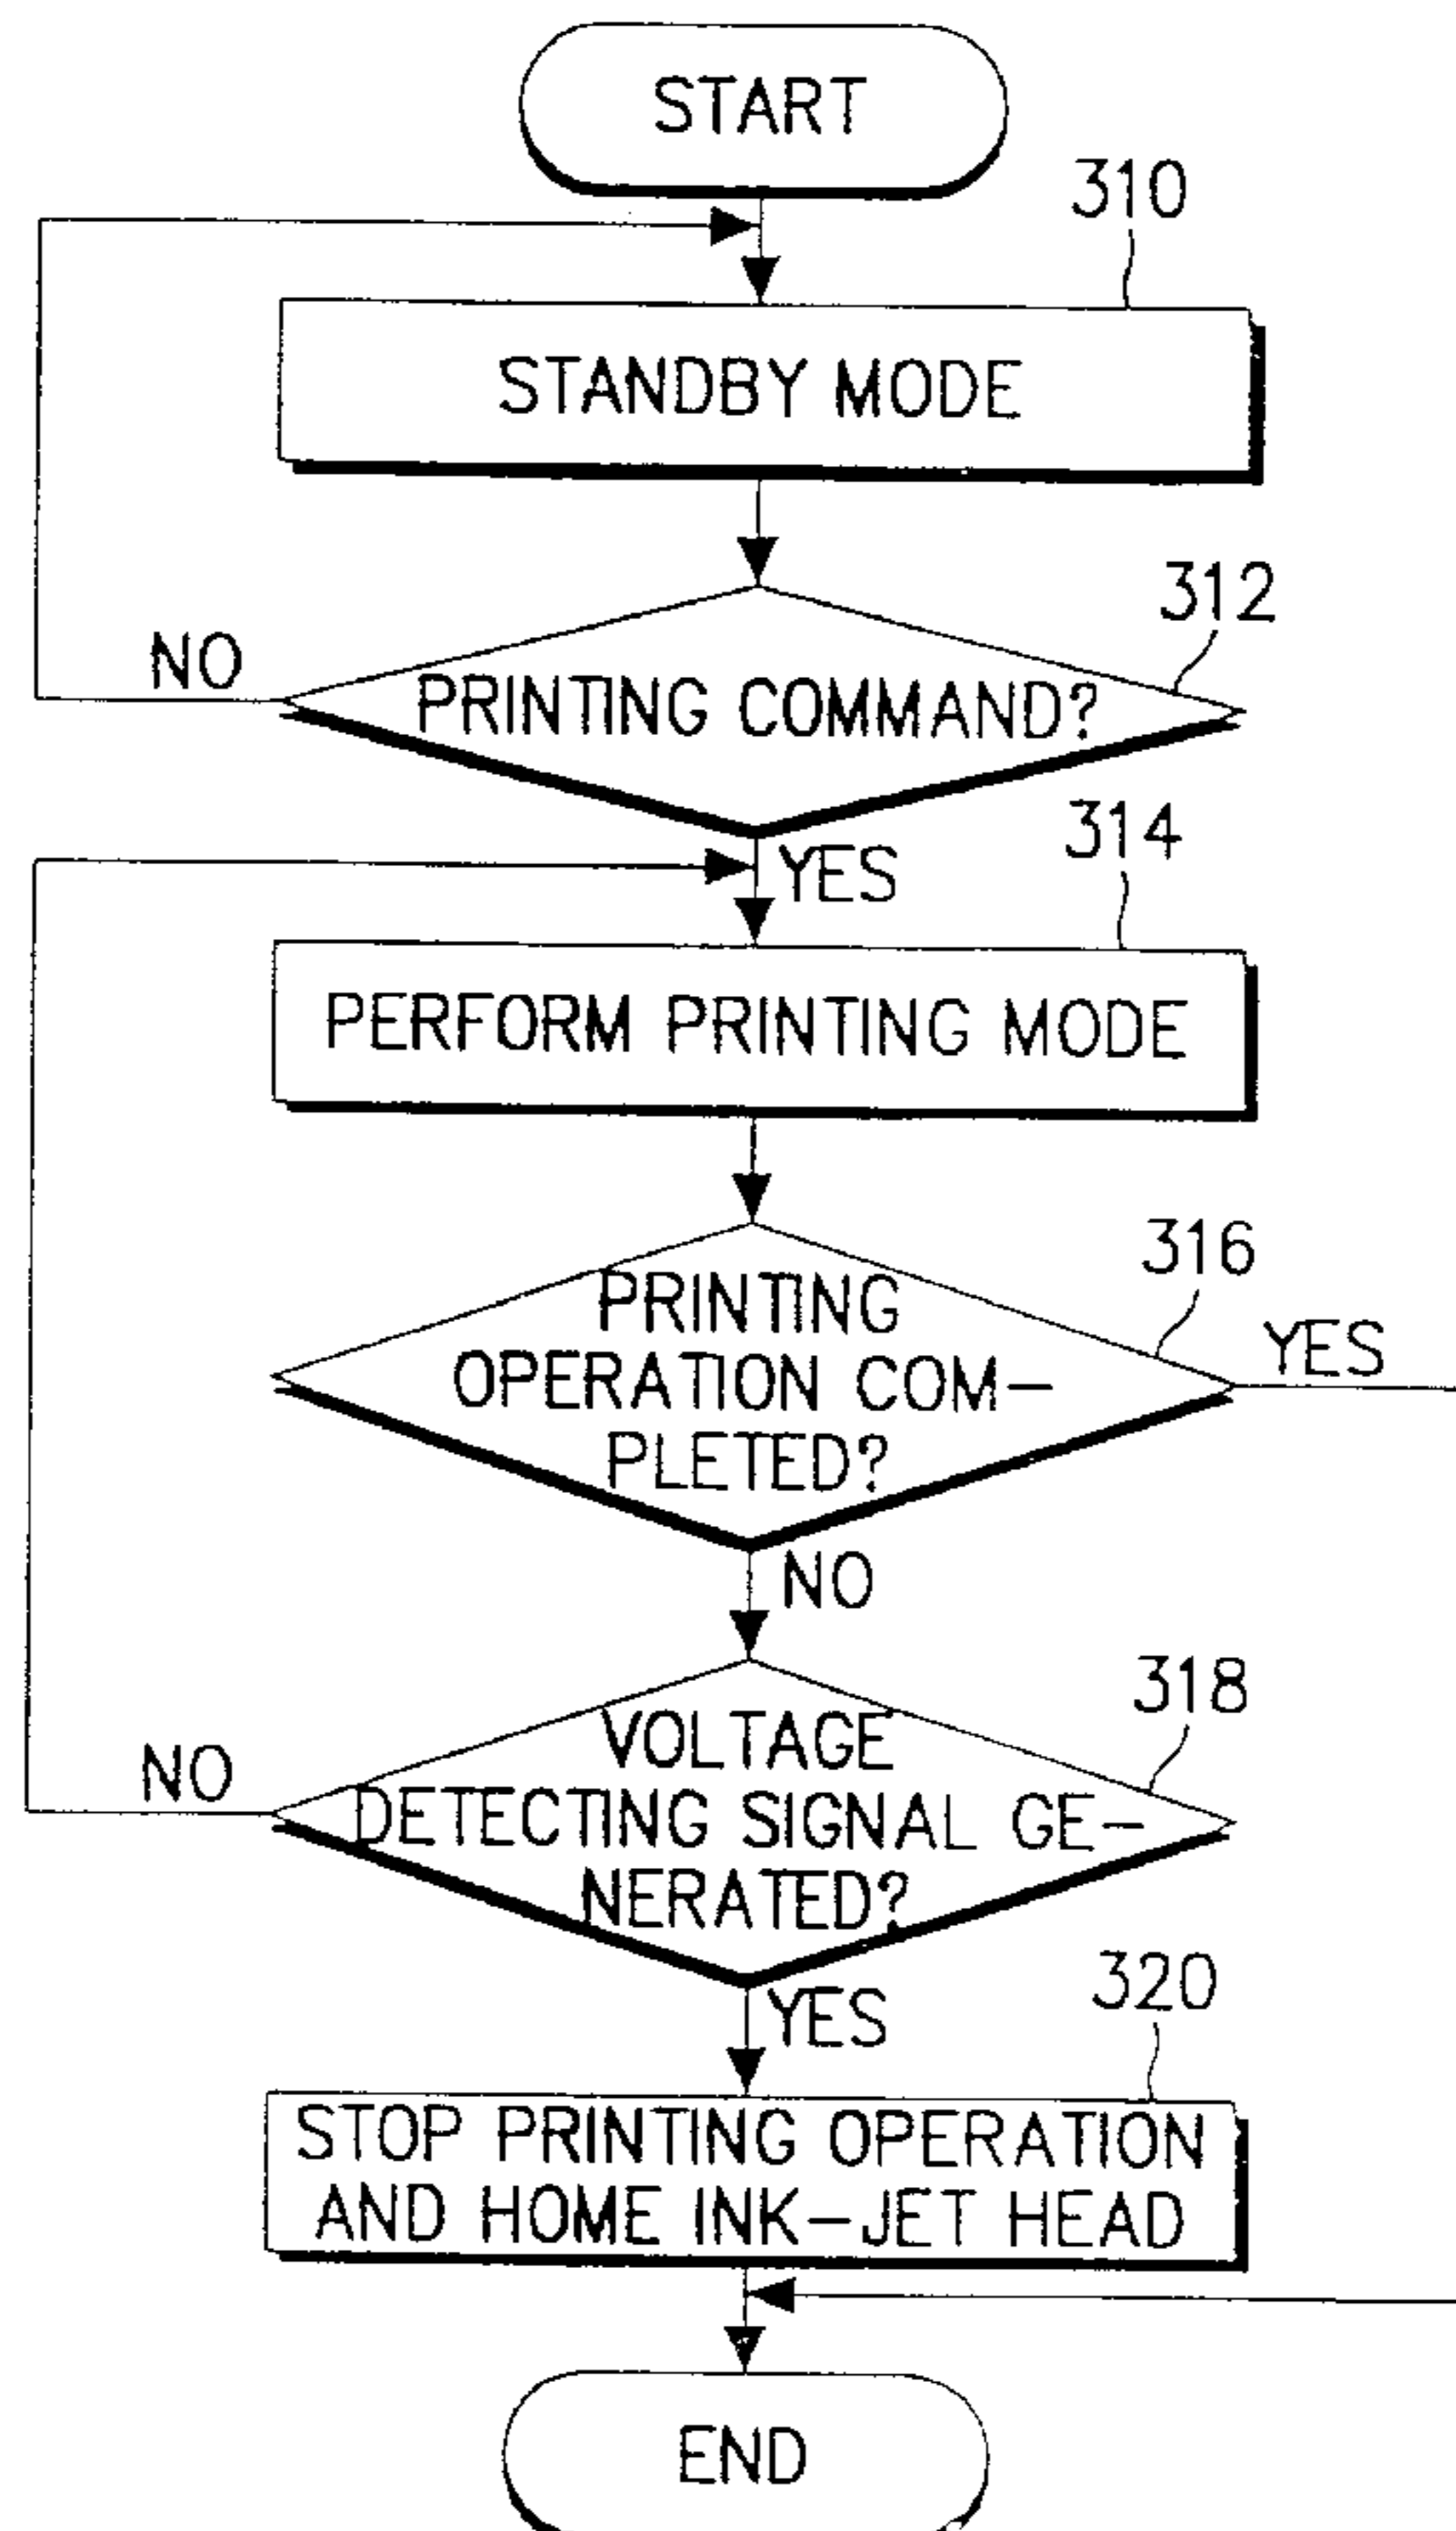 START
310
STANDBY MODE
312
NO
PRINTING COMMAND?
314
YES
PERFORM PRINTING MODE
316
PRINTING
YES
OPERATION COM-
PLETED?
NO
318
VOLTAGE
NO
DETECTING SIGNAL GE-
NERATED?
320
YES
STOP PRINTING OPERATION
AND HOME INK-JET HEAD
END